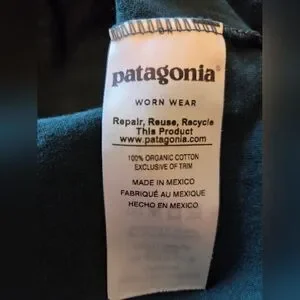 patagonia®
WORN WEAR
Repair, Reuse, Recycle
This Product
www.patagonia.com
100% ORGANIC COTTON
EXCLUSIVE OF TRIM
MADE IN MEXICO
FABRIQUÉ AU MEXIQUE
HECHO EN MEXICO